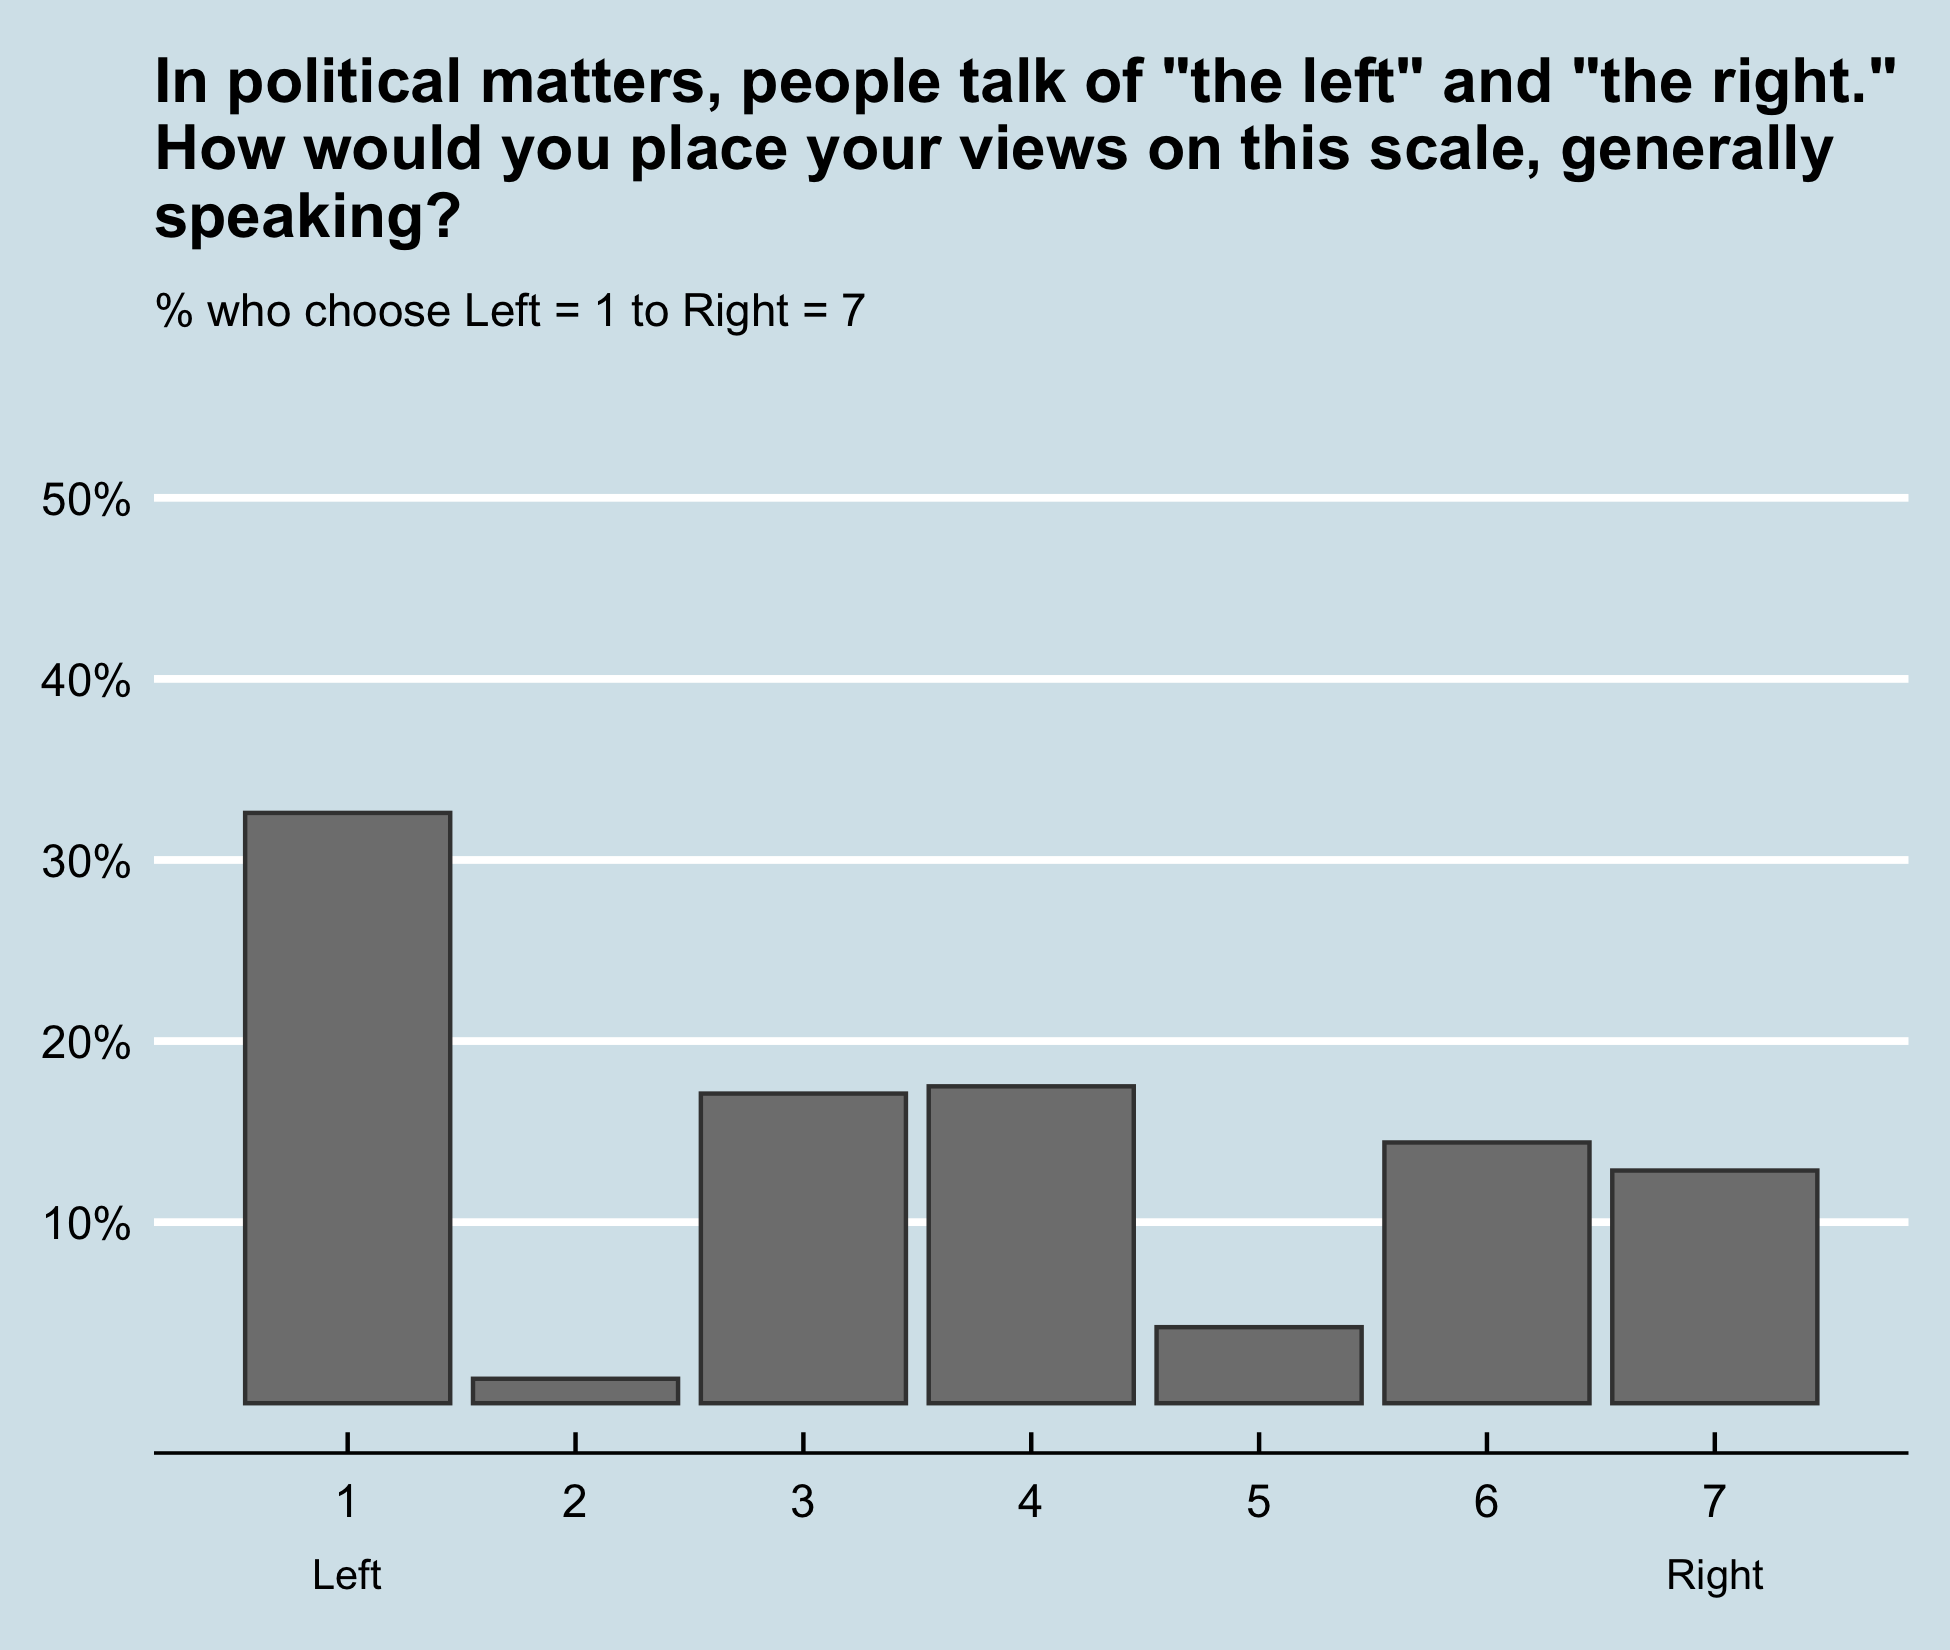 In political matters, people talk of "the left" and "the right."
How would you place your views on this scale, generally
speaking?
% who choose Left = 1 to Right = 7
50%
40%
30%
20%
10%
1 2 3 4 5 6 7
Left Right